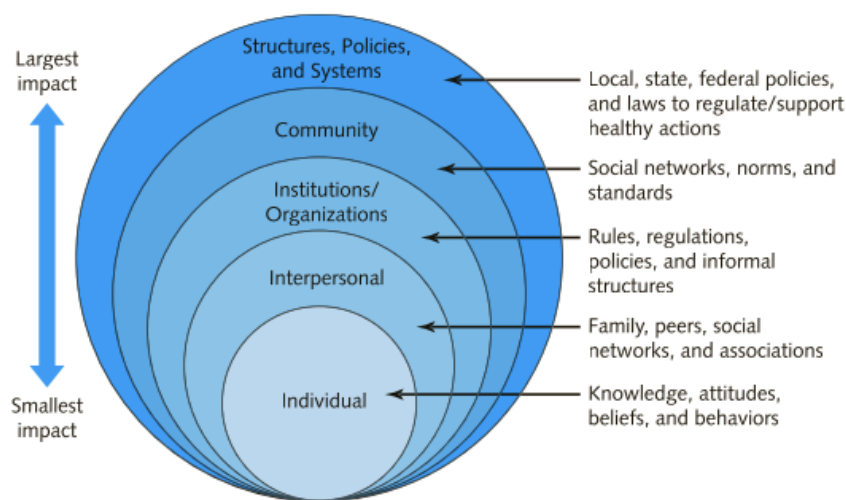 Largest
impact
Smallest
impact
Structures, Policies,
and Systems
Community
Institutions/
Organizations
Interpersonal
Individual
Local, state, federal policies,
and laws to regulate/support
healthy actions
Social networks, norms, and
standards
Rules, regulations,
policies, and informal
structures
Family, peers, social
networks, and associations
Knowledge, attitudes,
beliefs, and behaviors